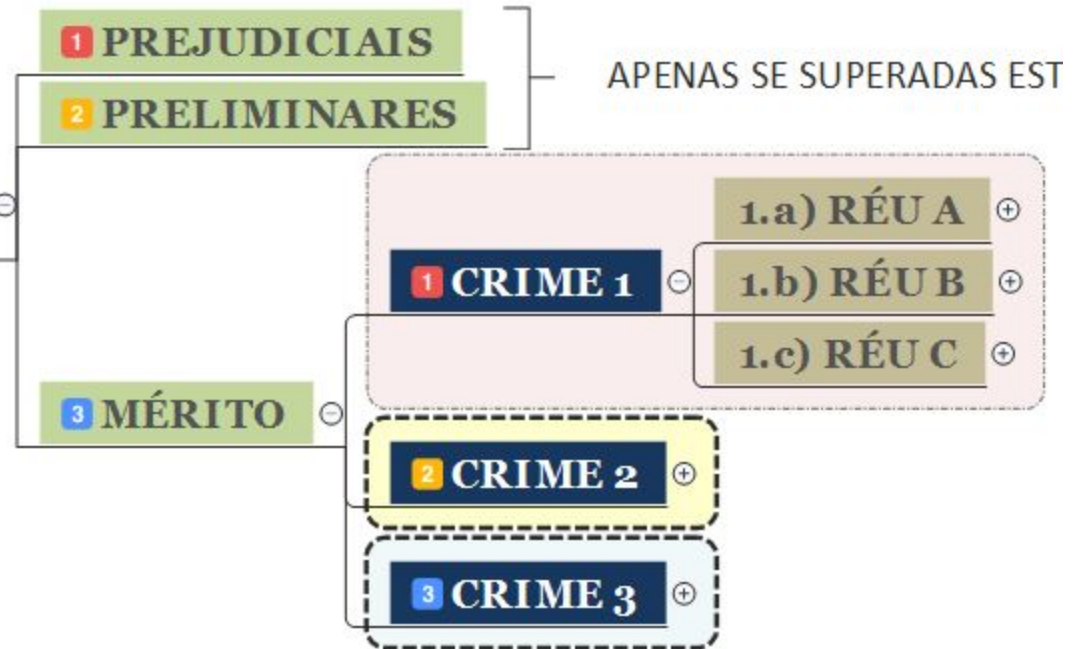 1 PREJUDICIAIS
2 PRELIMINARES
APENAS SE SUPERADAS EST
1 CRIME 1
1.a) RÉU A
1.b) RÉU B
1.c) RÉU C
3 MÉRITO
2 CRIME 2
3 CRIME 3